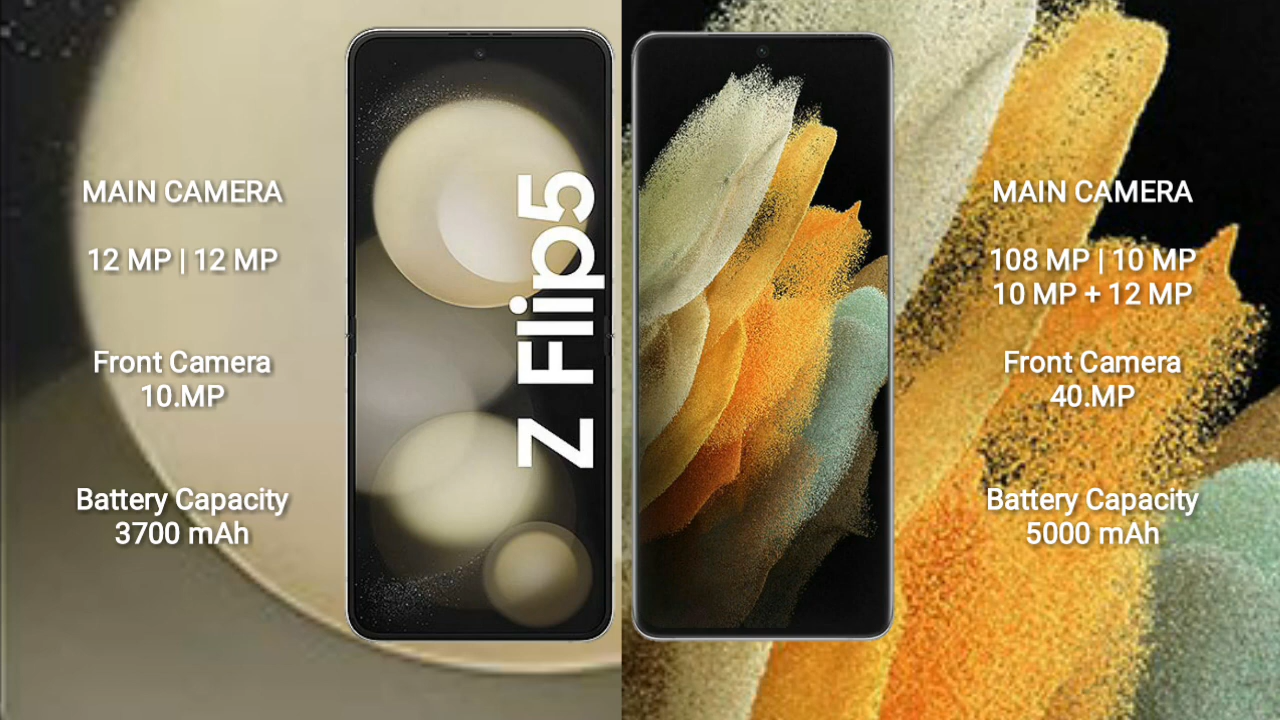 MAIN CAMERA
12 MP | 12 MP
Front Camera
10.MP
Battery Capacity
3700 mAh
Z Flip5
MAIN CAMERA
108 MP | 10 MP
10 MP + 12 MP
Front Camera
40.MP
Battery Capacity
5000 mAh